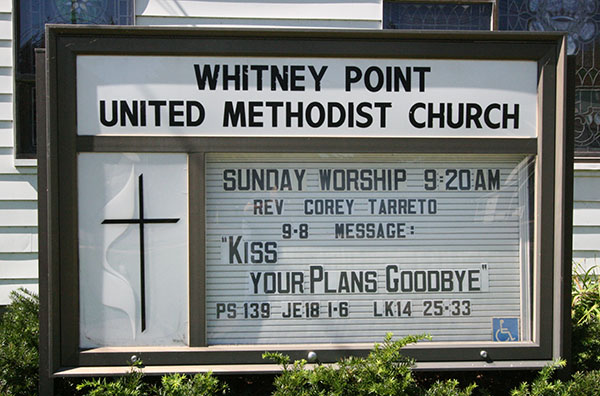 WHITNEY POINT
UNITED METHODIST CHURCH
SUNDAY WORSHIP 9:20AM
REV COREY TARRETO
9-8 MESSAGE:
"KISS
YOUR PLANS GOODBYE"
PS 139 JE18 1-6 LK14 25-33